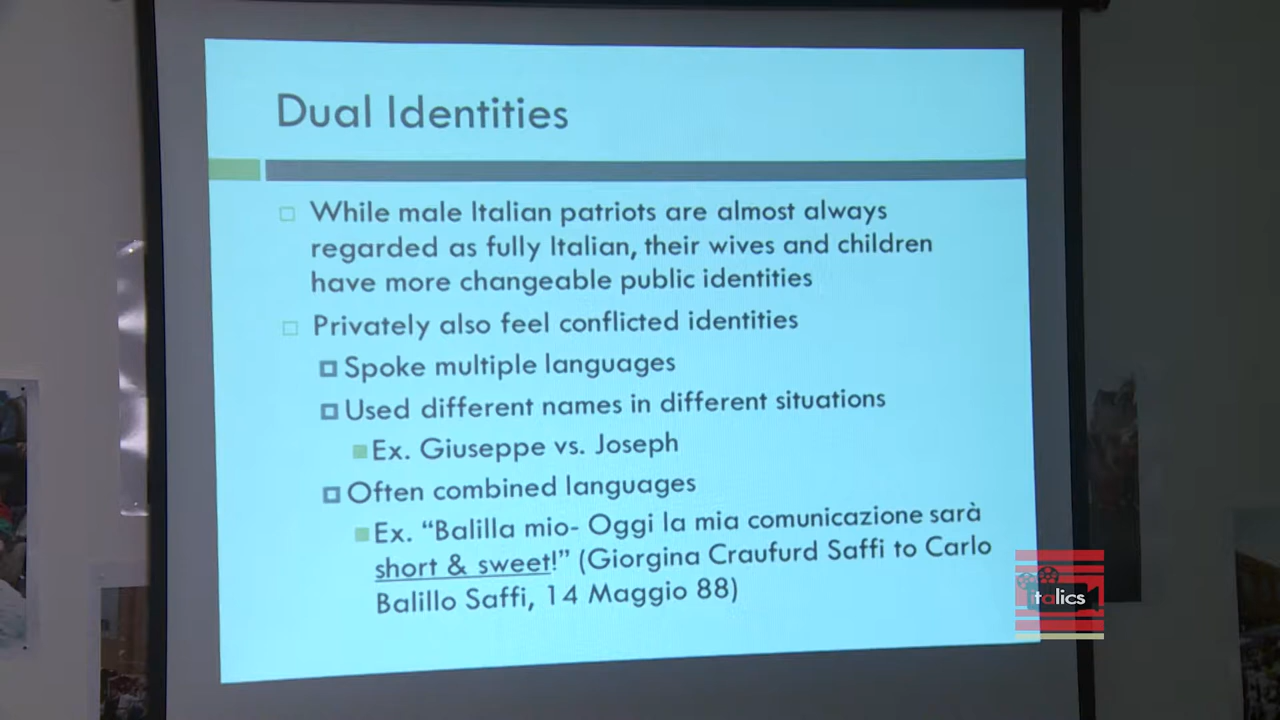 Dual Identities
While male Italian patriots are almost always
regarded as fully Italian, their wives and children
have more changeable public identities
Privately also feel conflicted identities
Spoke multiple languages
Used different names in different situations
Ex. Giuseppe vs. Joseph
Often combined languages
Ex. “Balilla mio- Oggi la mia comunicazione sarà
short & sweet!” (Giorgina Craufurd Saffi to Carlo
Balillo Saffi, 14 Maggio 88)
italics